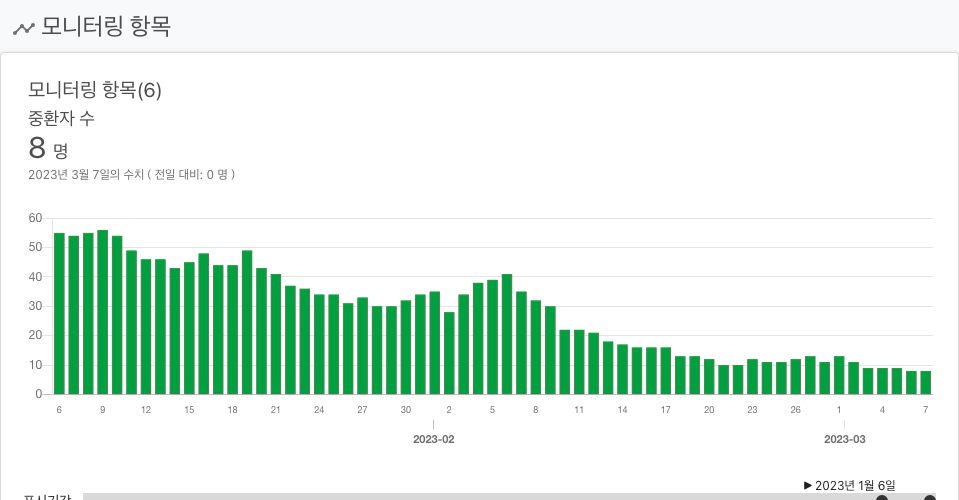 모니터링 항목
모니터링 항목(6)
중환자 수
8 명
2023년 3월 7일의 수치 ( 전일 대비: 0 명 )
60
50
40
30
20
10
0
6 9 12 15 18 21 24 27 30 2 5 8 11 14 17 20 23 26 1 4 7
2023-02 2023-03
▶ 2023년 1월 6일
표시기간